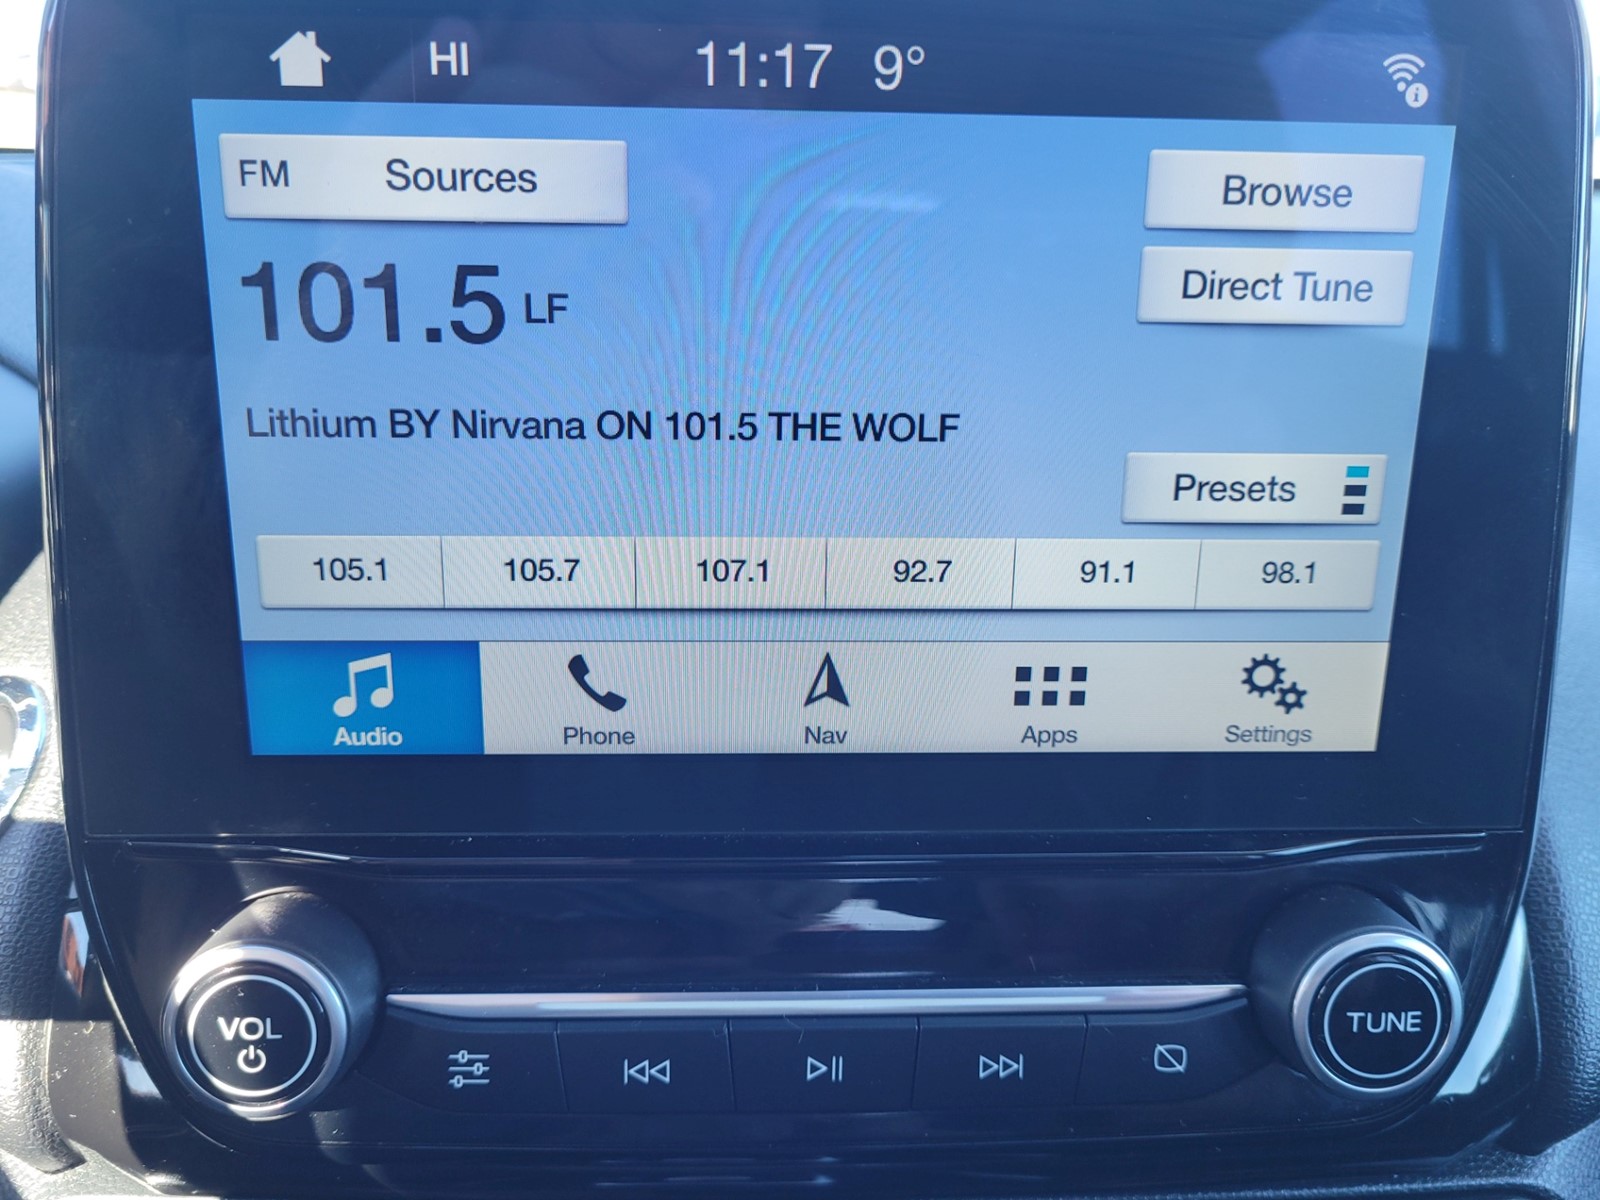 HI 11:17 9°
FM Sources
Browse
101.5 LF
Direct Tune
Lithium BY Nirvana ON 101.5 THE WOLF
Presets
105.1 105.7 107.1 92.7 91.1 98.1
Audio Phone Nav Apps Settings
VOL
TUNE